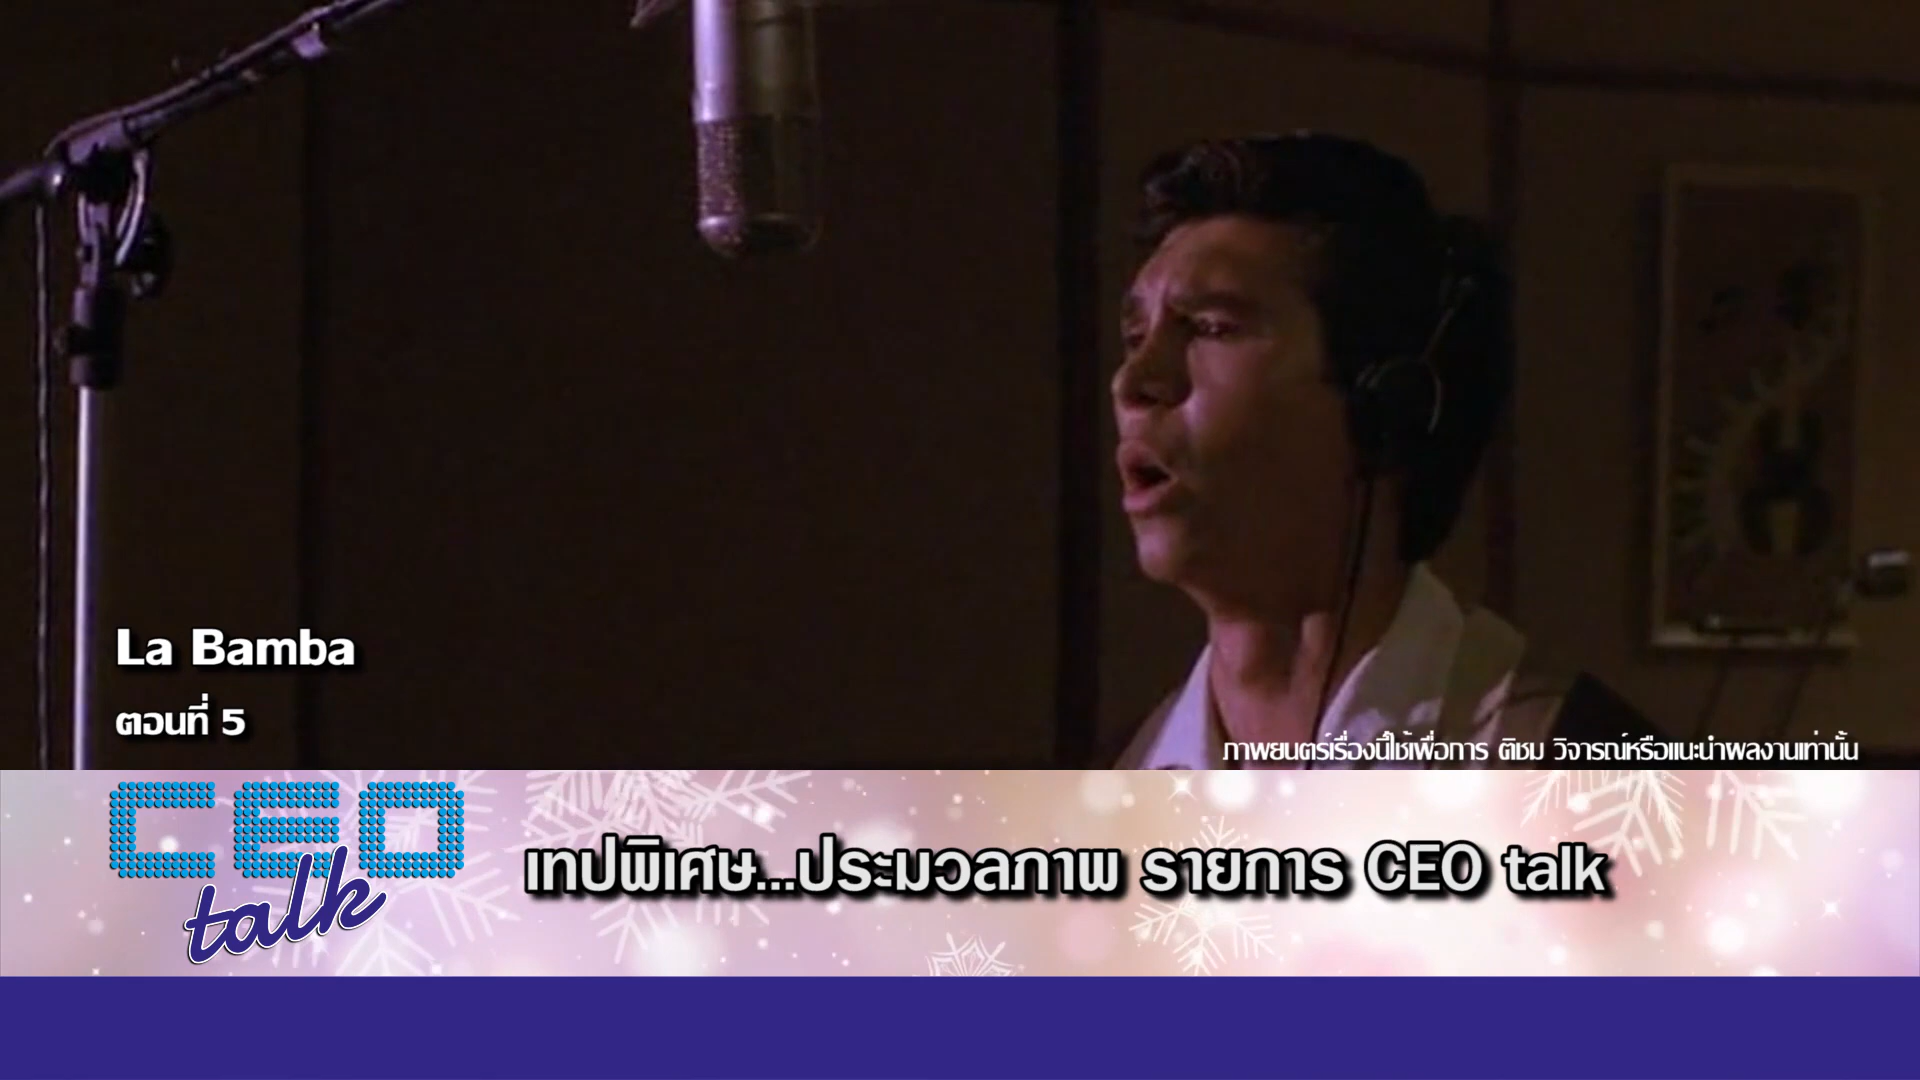 La Bamba
ตอนที่ 5
ภาพยนตร์เรื่องนี้ใช้เพื่อการ ติชม วิจารณ์หรือแนะนำผลงานเท่านั้น
CEO
talk
เทปพิเศษ...ประมวลภาพ รายการ CEO talk